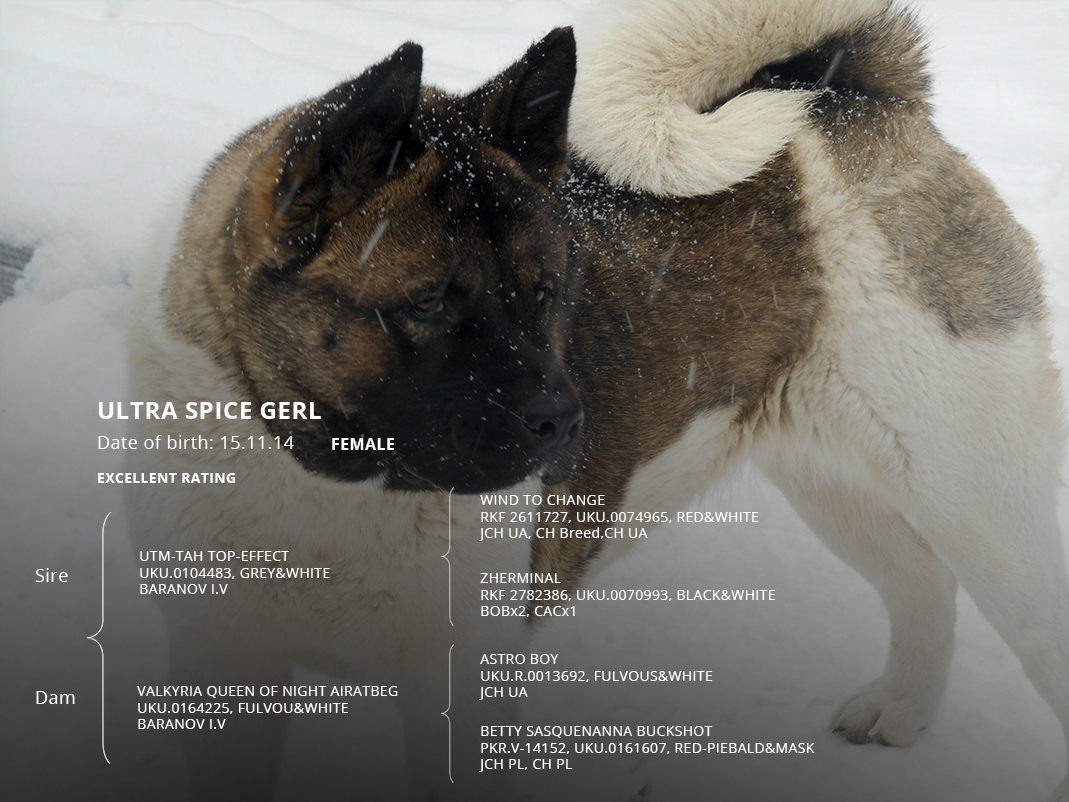 ULTRA SPICE GERL
Date of birth: 15.11.14 FEMALE
EXCELLENT RATING
Sire
UTM-TAH TOP-EFFECT
UKU.0104483, GREY&WHITE
BARANOV I.V
WIND TO CHANGE
RKF 2611727, UKU.0074965, RED&WHITE
JCH UA, CH Breed,CH UA
ZHERMINAL
RKF 2782386, UKU.0070993, BLACK&WHITE
BOBx2, CACx1
Dam
VALKYRIA QUEEN OF NIGHT AIRATBEG
UKU.0164225, FULVOU&WHITE
BARANOV I.V
ASTRO BOY
UKU.R.0013692, FULVOUS&WHITE
JCH UA
BETTY SASQUENANNA BUCKSHOT
PKR.V-14152, UKU.0161607, RED-PIEBALD&MASK
JCH PL, CH PL